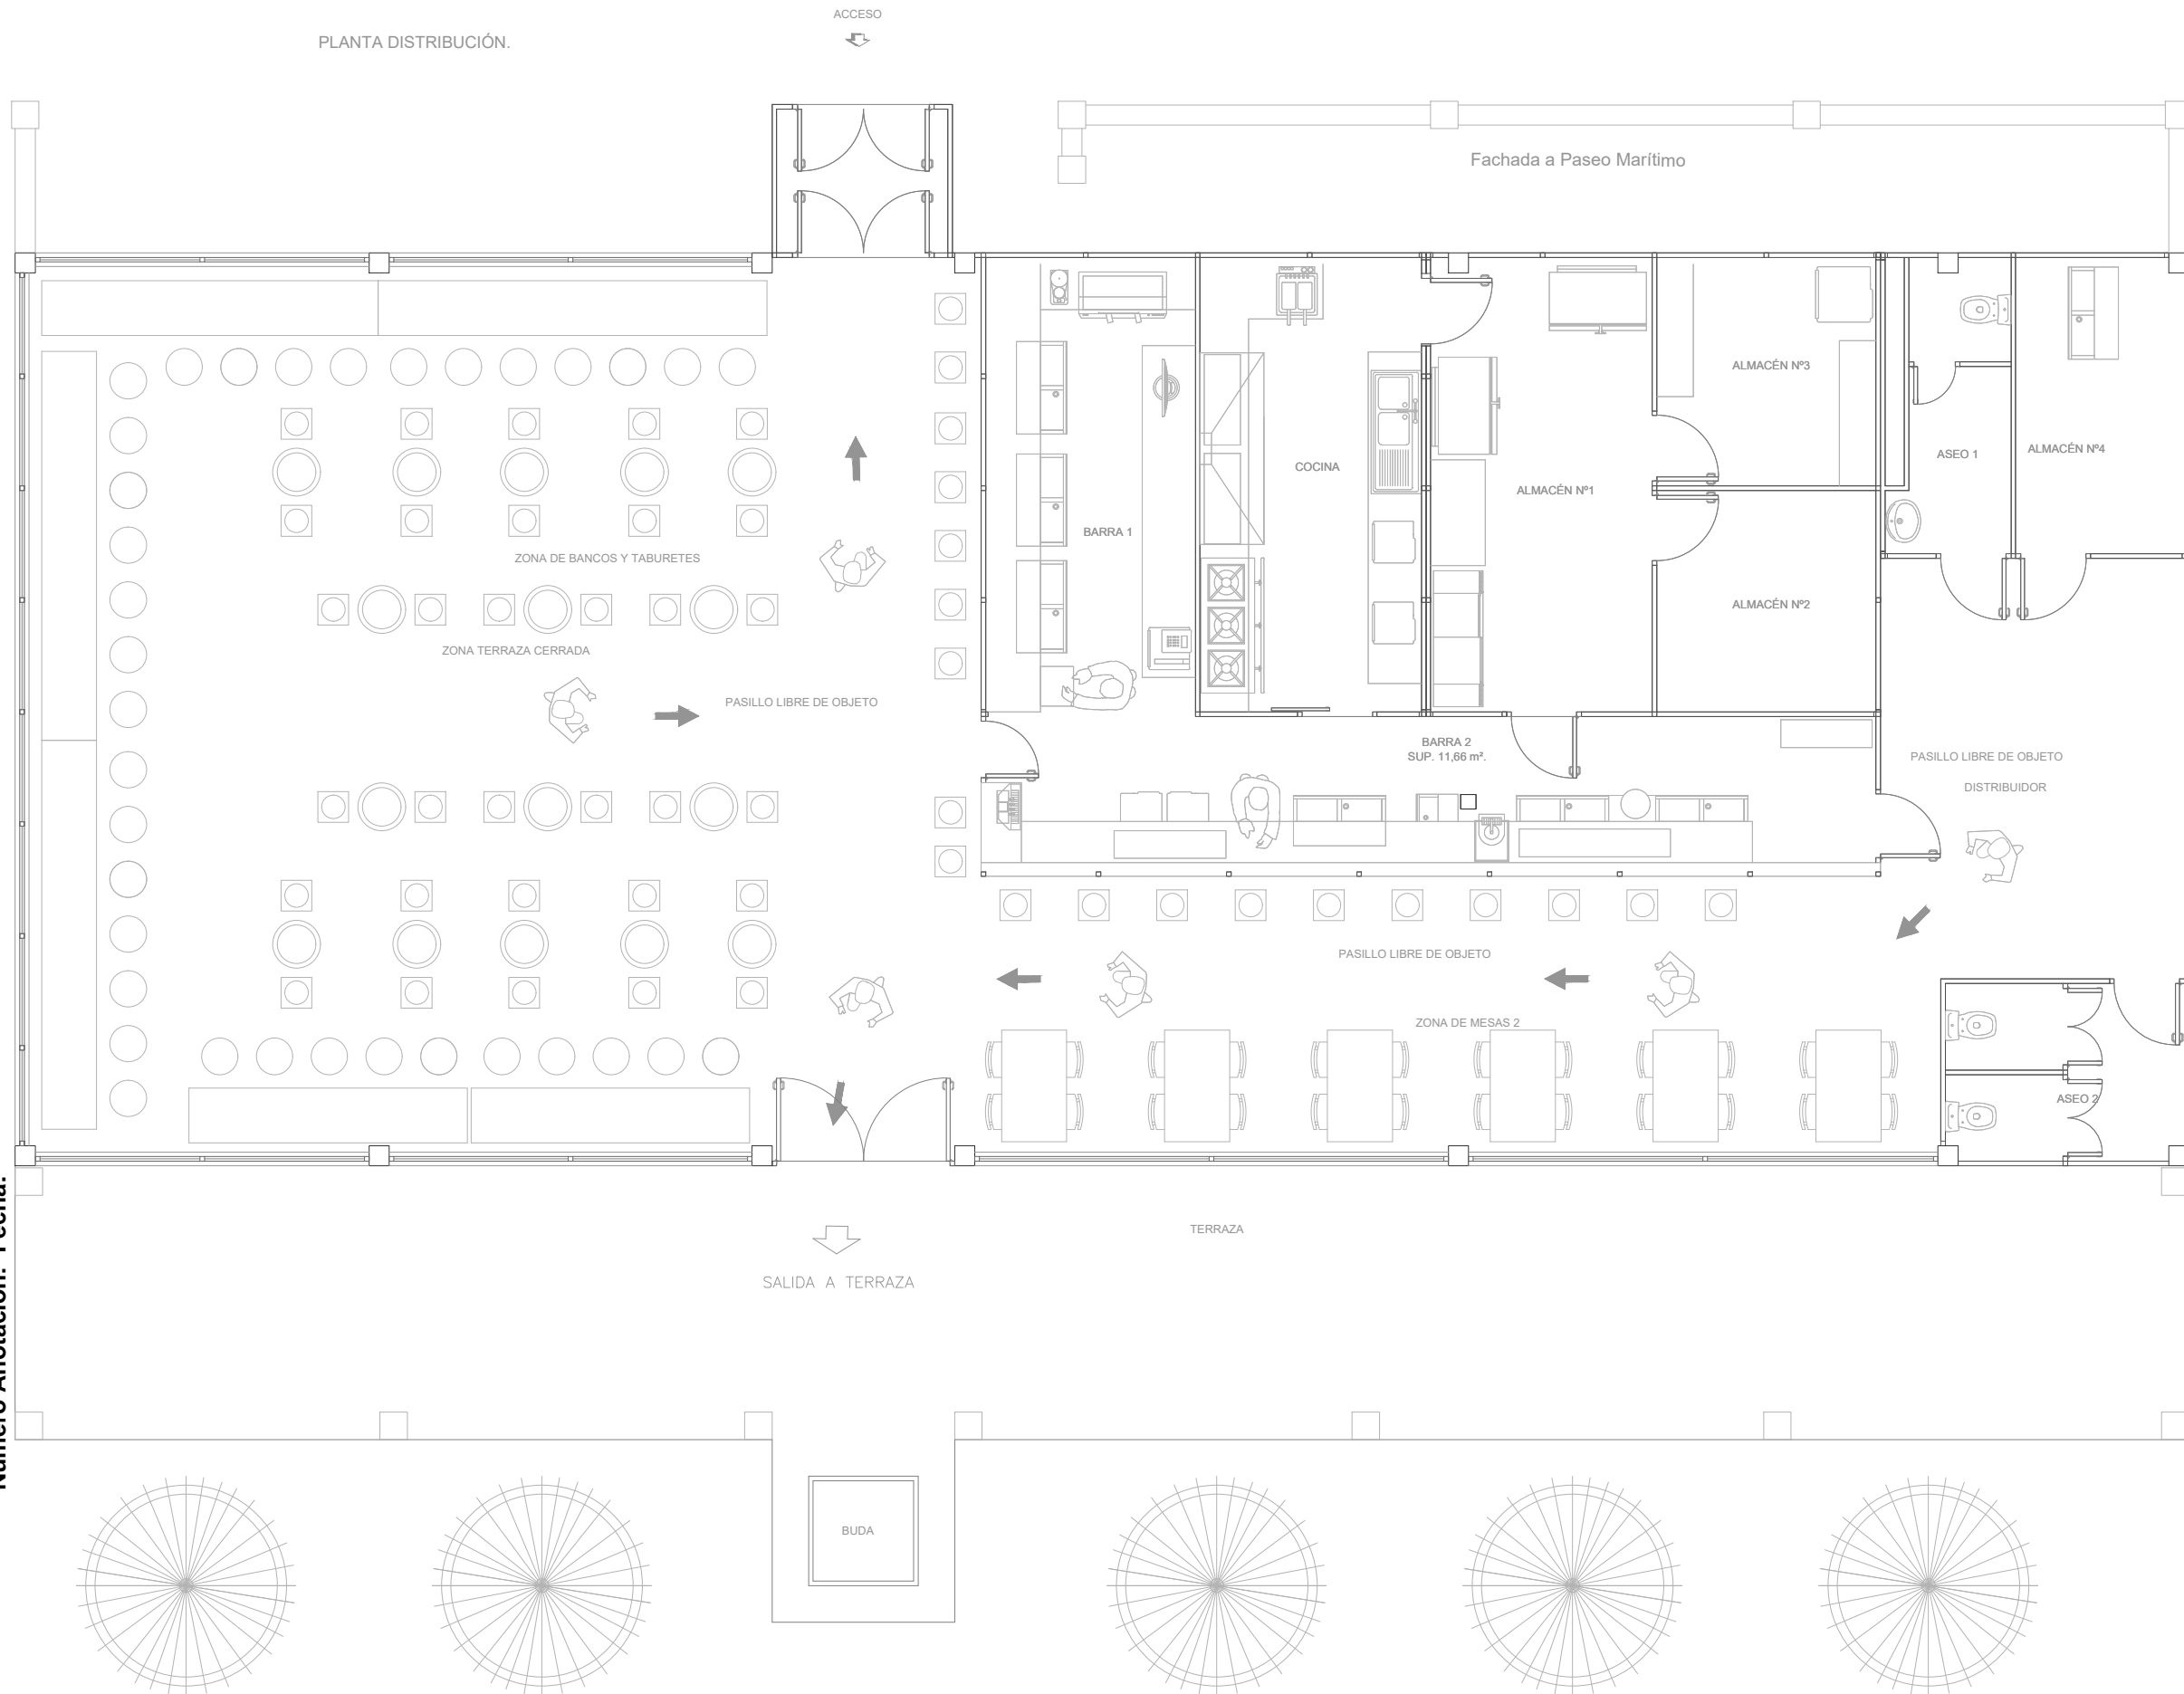 ACCESO
PLANTA DISTRIBUCIÓN.
Fachada a Paseo Marítimo
ALMACÉN Nº3
ASEO 1
ALMACÉN Nº4
COCINA
ALMACÉN Nº1
BARRA 1
ZONA DE BANCOS Y TABURETES
ALMACÉN Nº2
ZONA TERRAZA CERRADA
PASILLO LIBRE DE OBJETO
BARRA 2
SUP. 11,66 m².
PASILLO LIBRE DE OBJETO
DISTRIBUIDOR
PASILLO LIBRE DE OBJETO
ZONA DE MESAS 2
ASEO 2
TERRAZA
SALIDA A TERRAZA
BUDA